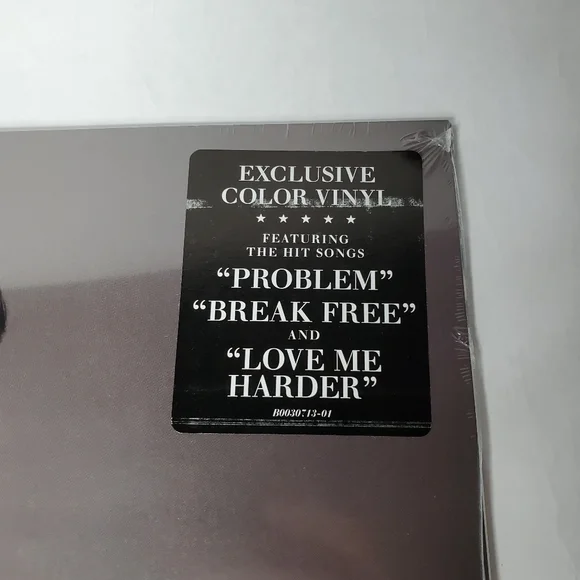 EXCLUSIVE
COLOR VINYL
FEATURING
THE HIT SONGS
“PROBLEM”
“BREAK FREE”
AND
“LOVE ME
HARDER”
B0030713-01